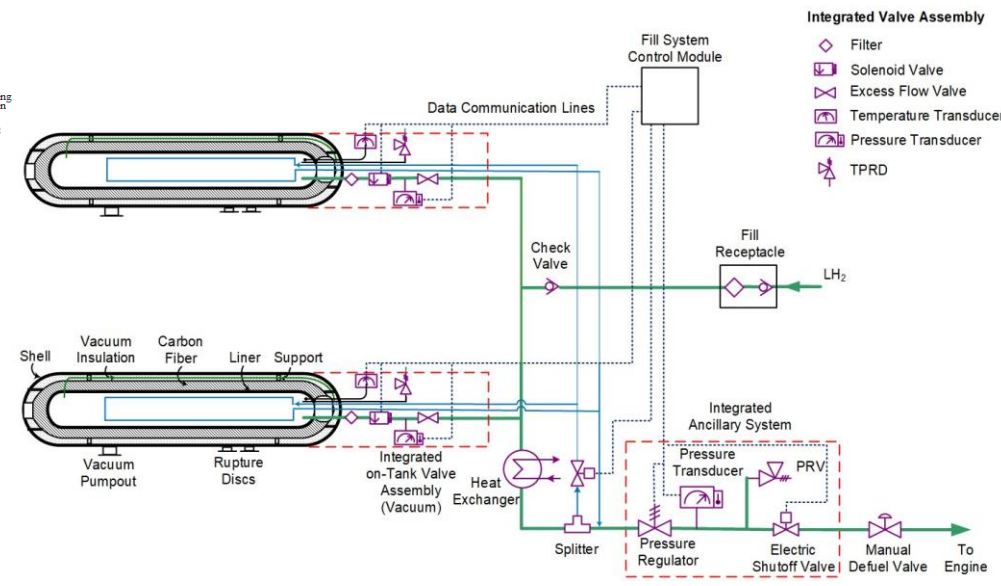 Integrated Valve Assembly
Filter
Solenoid Valve
Excess Flow Valve
Temperature Transducer
Pressure Transducer
TPRD
Fill System
Control Module
Data Communication Lines
Check
Valve
Fill
Receptacle
LH2
Shell
Vacuum
Insulation
Carbon
Fiber
Liner
Support
Vacuum
Pumpout
Rupture
Discs
Integrated
on-Tank Valve
Assembly
(Vacuum)
Heat
Exchanger
Splitter
Integrated
Ancillary System
Pressure
Transducer
PRV
Pressure
Regulator
Electric
Shutoff Valve
Manual
Defuel Valve
To
Engine